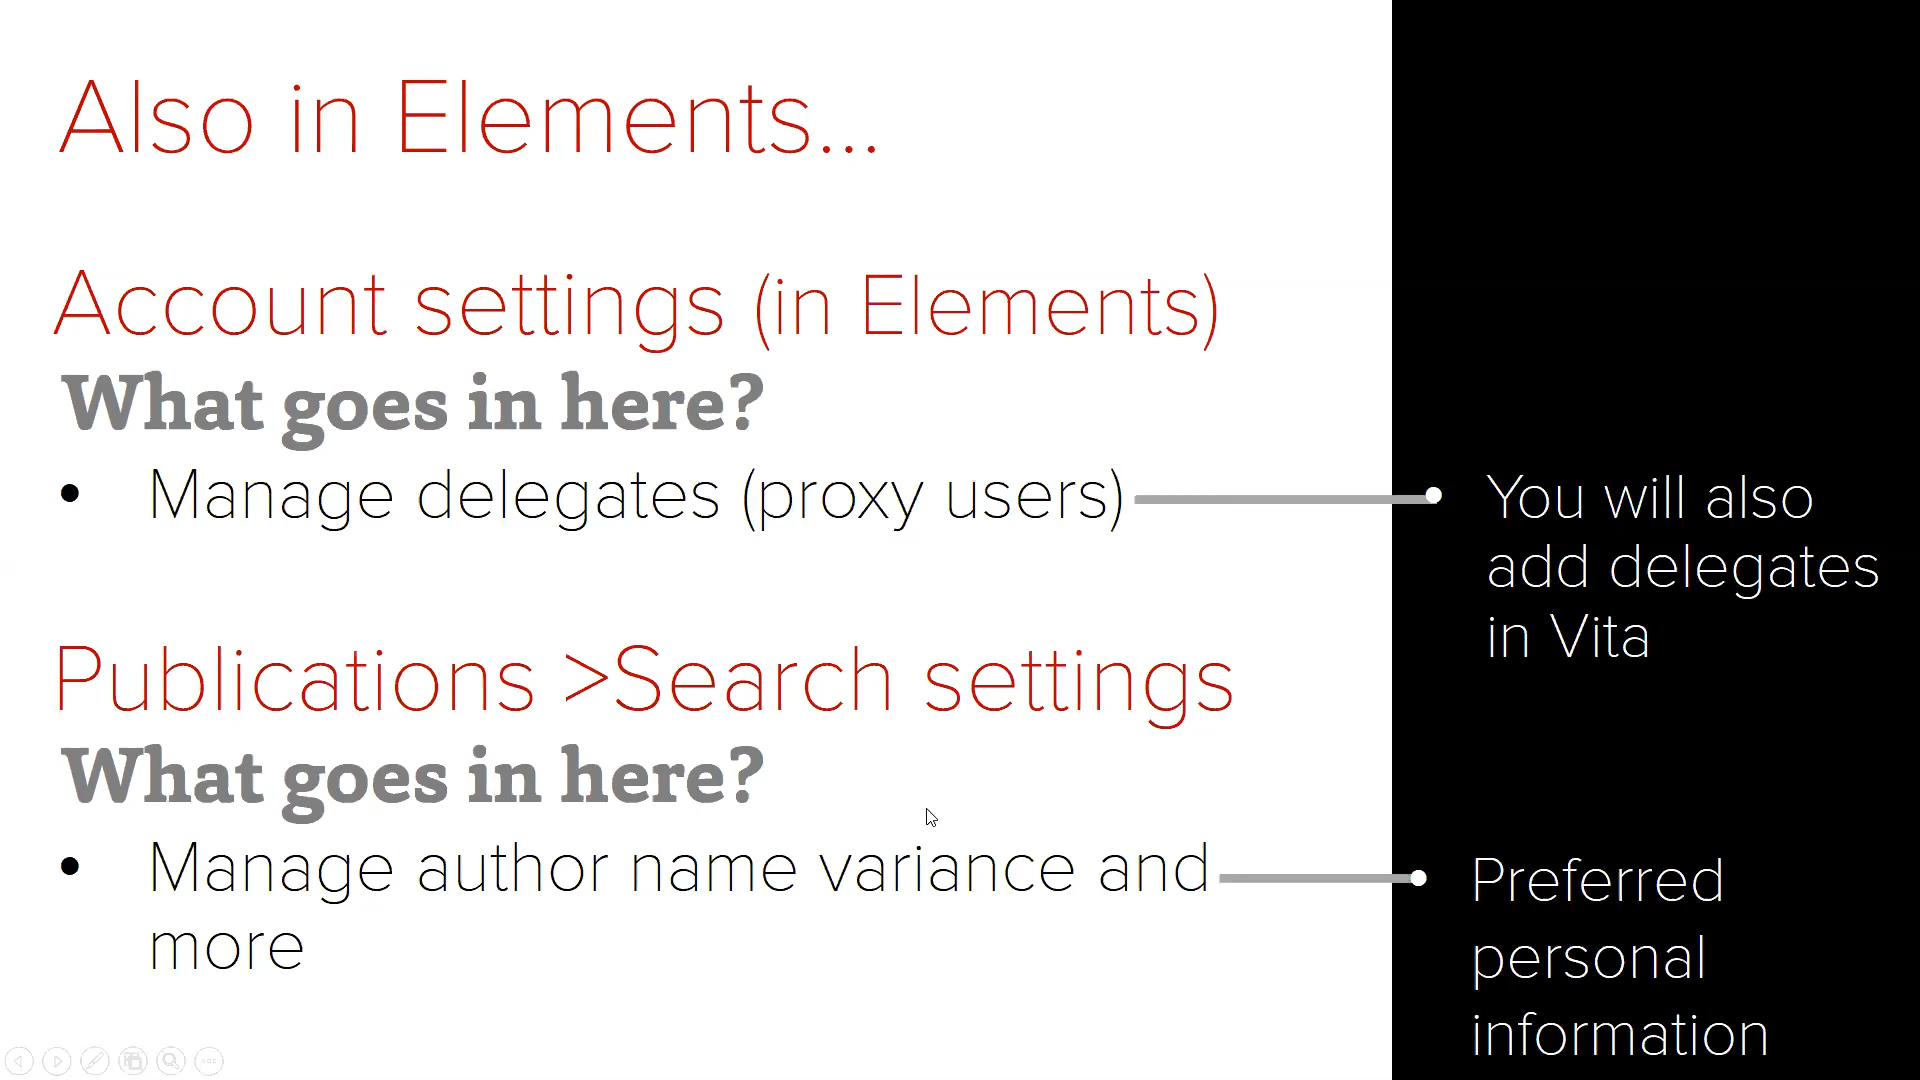 Also in Elements...
Account settings (in Elements)
What goes in here?
• Manage delegates (proxy users)
• You will also
add delegates
in Vita
Publications >Search settings
What goes in here?
• Manage author name variance and
more
• Preferred
personal
information